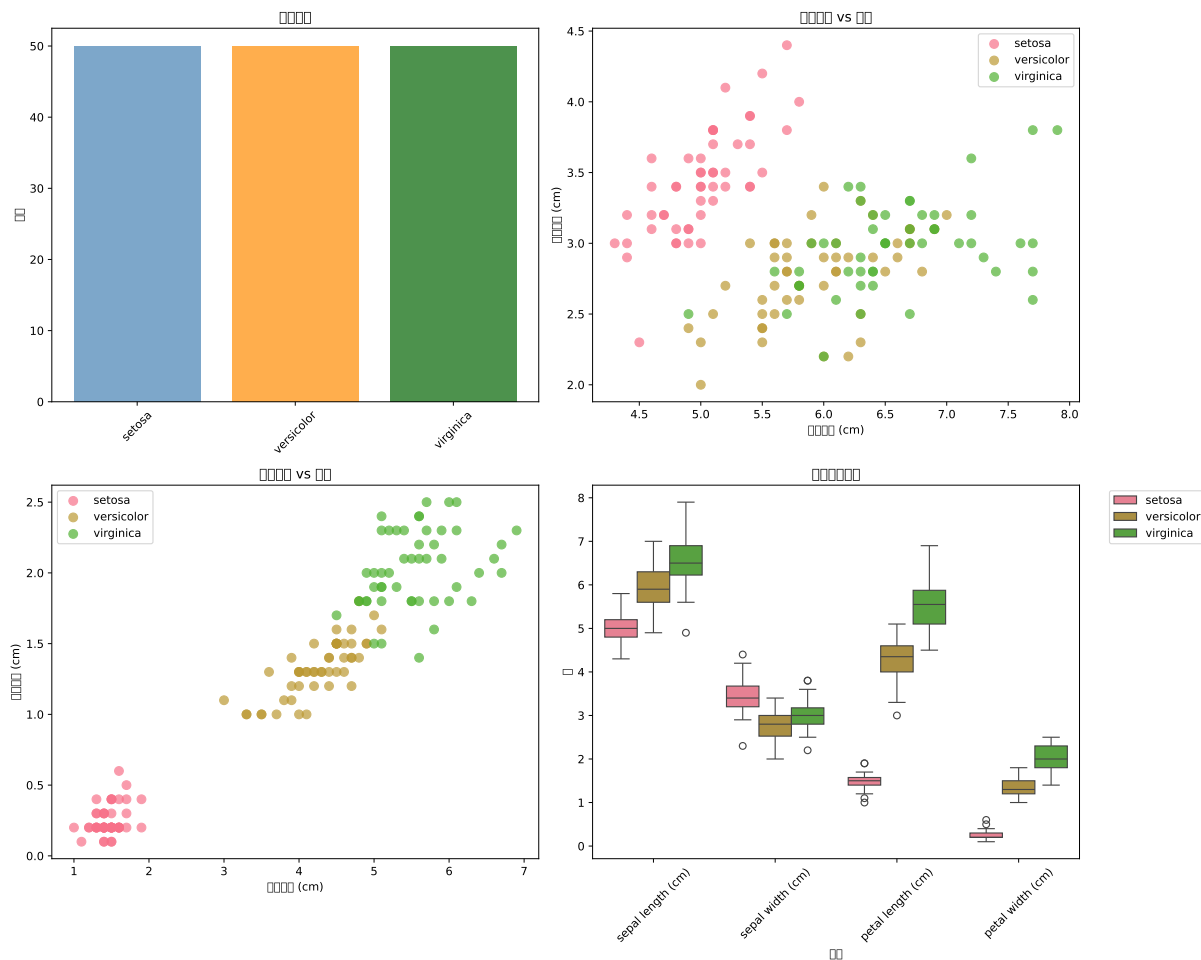 50
40
30
20
10
0
setosa
versicolor
virginica
vs
setosa
versicolor
virginica
4.5
4.0
3.5
3.0
2.5
2.0
(cm)
4.5 5.0 5.5 6.0 6.5 7.0 7.5 8.0
(cm)
vs
setosa
versicolor
virginica
2.5
2.0
1.5
1.0
0.5
0.0
(cm)
1 2 3 4 5 6 7
(cm)
8
7
6
5
4
3
2
1
0
sepal length (cm)
sepal width (cm)
petal length (cm)
petal width (cm)
setosa
versicolor
virginica